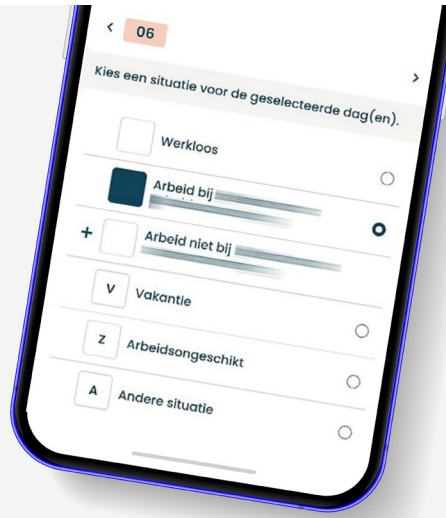 06
Kies een situatie voor de geselecteerde dag(en).
Werkloos
Arbeid bij
+ Arbeid niet bij
V Vakantie
Z Arbeidsongeschikt
A Andere situatie